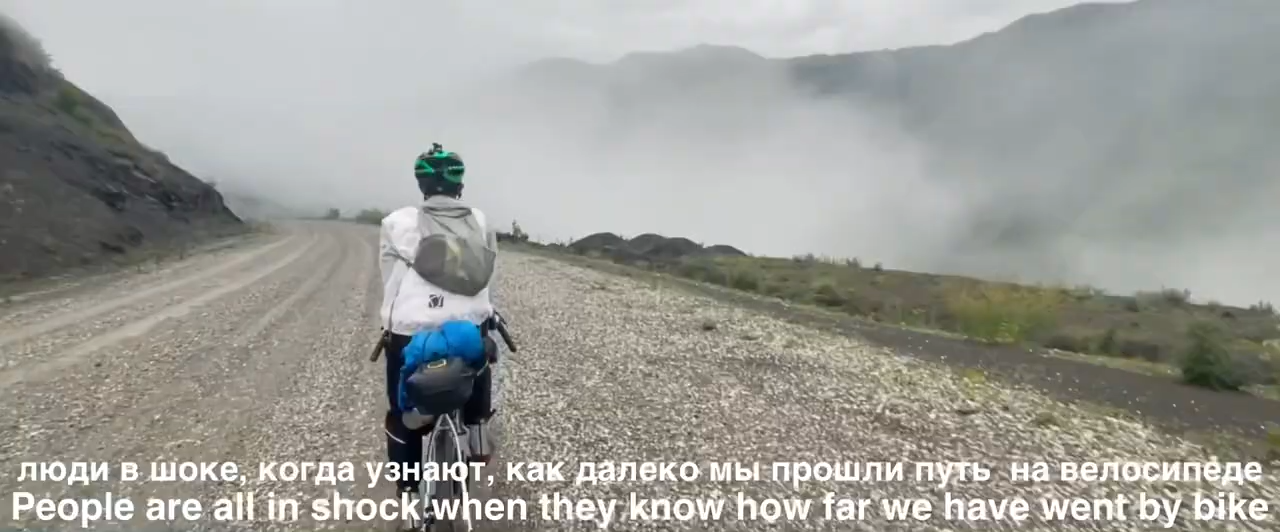 люди в шоке, когда узнают, как далеко мы прошли путь на велосипеде
People are all in shock when they know how far we have went by bike